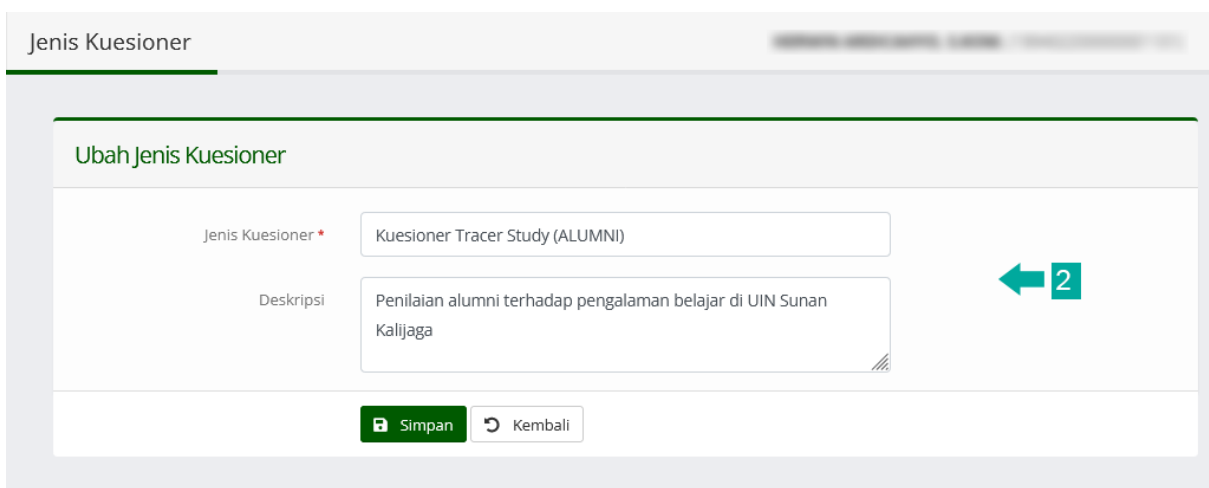 Jenis Kuesioner
Ubah Jenis Kuesioner
Jenis Kuesioner *
Kuesioner Tracer Study (ALUMNI)
2
Deskripsi
Penilaian alumni terhadap pengalaman belajar di UIN Sunan
Kalijaga
Simpan
Kembali